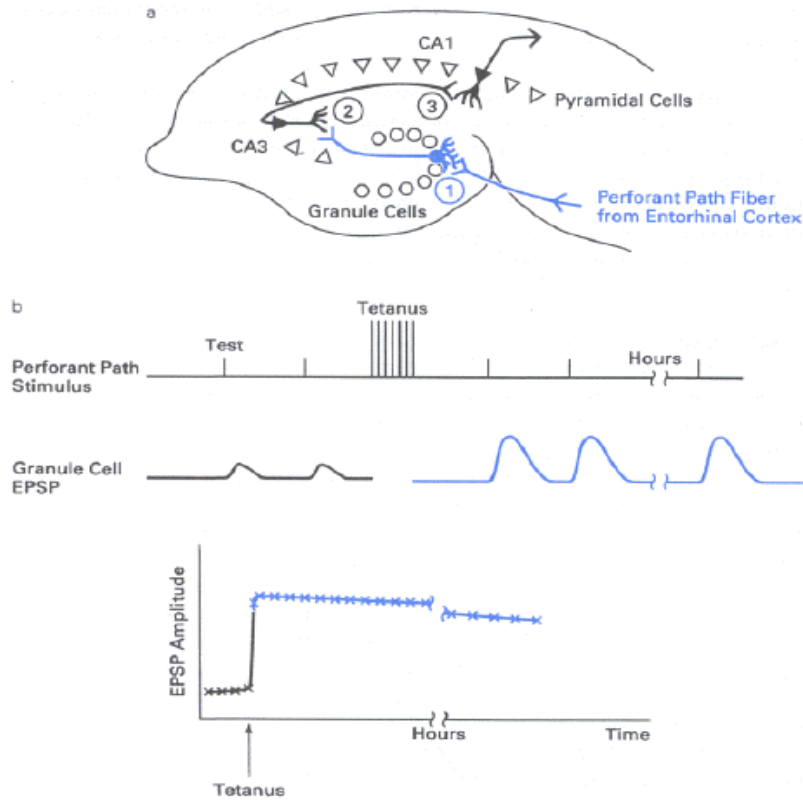 a
CA1
Pyramidal Cells
2
3
CA3
1
Granule Cells
Perforant Path Fiber
from Entorhinal Cortex
b
Tetanus
Test
Hours
Perforant Path
Stimulus
Granule Cell
EPSP
EPSP Amplitude
Hours
Time
Tetanus